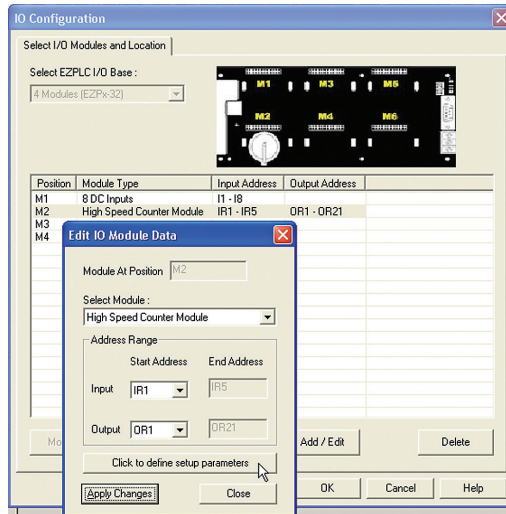 IO Configuration
Select I/O Modules and Location
Select EZPLC I/O Base :
4 Modules (EZPx-32)
M1 M3 M5
M2 M4 M6
Position Module Type Input Address Output Address
M1 8 DC Inputs I1 - I8
M2 High Speed Counter Module IR1 - IR5 OR1 - OR21
M3
M4
Edit IO Module Data
Module At Position M2
Select Module :
High Speed Counter Module
Address Range
Start Address End Address
Input IR1 IR5
Output OR1 OR21
Click to define setup parameters
Apply Changes Close
Add / Edit Delete
OK Cancel Help